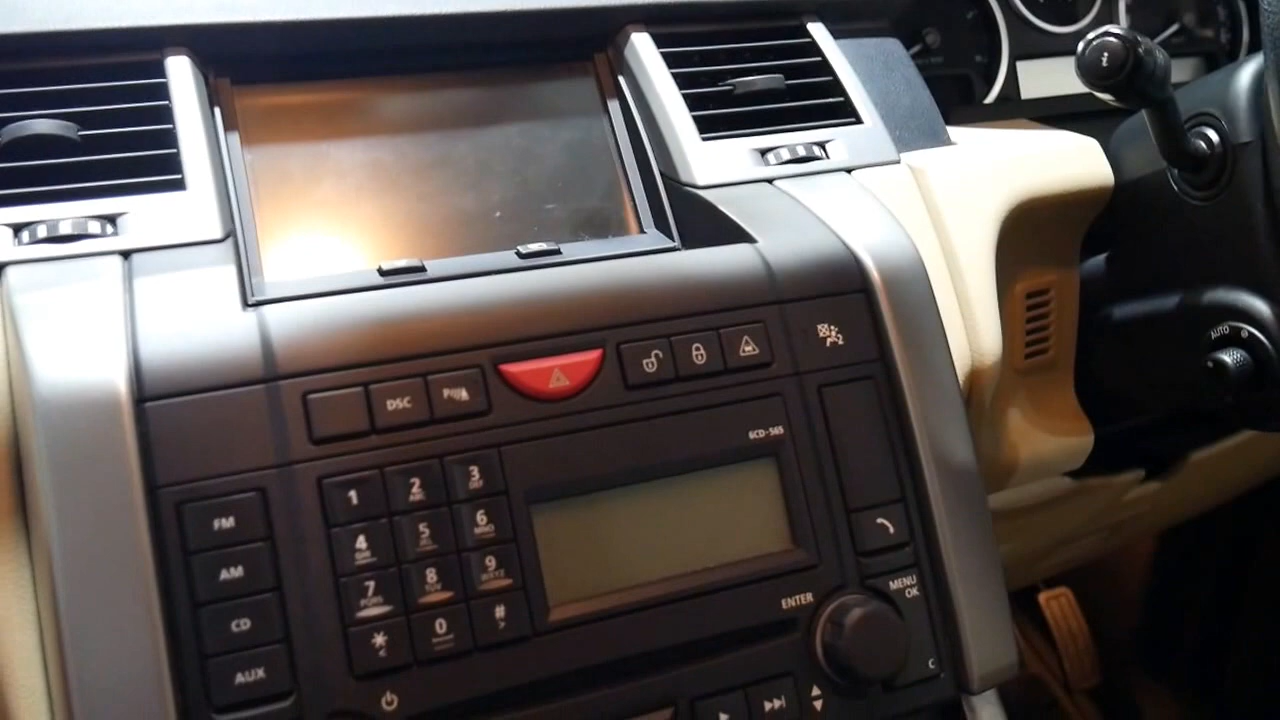 i
AUTO
DSC
P
2
6CD-565
FM
AM
CD
AUX
1
2
ABC
3
DEF
4
GHI
5
JKL
6
MNO
7
PQRS
8
TUV
9
WXYZ
*
<
0
#
>
ENTER
MENU
OK
C